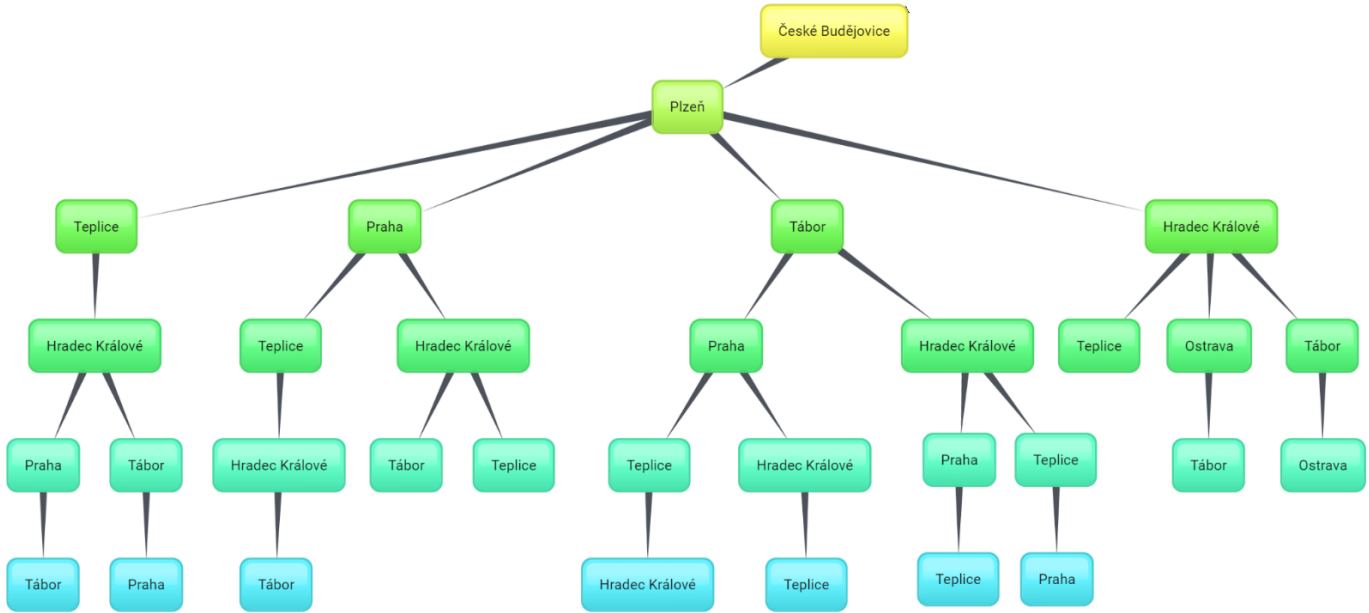 České Budějovice
Plzeň
Teplice
Praha
Tábor
Hradec Králové
Hradec Králové
Teplice
Hradec Králové
Praha
Hradec Králové
Teplice
Ostrava
Tábor
Praha
Tábor
Hradec Králové
Tábor
Teplice
Teplice
Hradec Králové
Praha
Teplice
Tábor
Ostrava
Tábor
Praha
Tábor
Hradec Králové
Teplice
Teplice
Praha